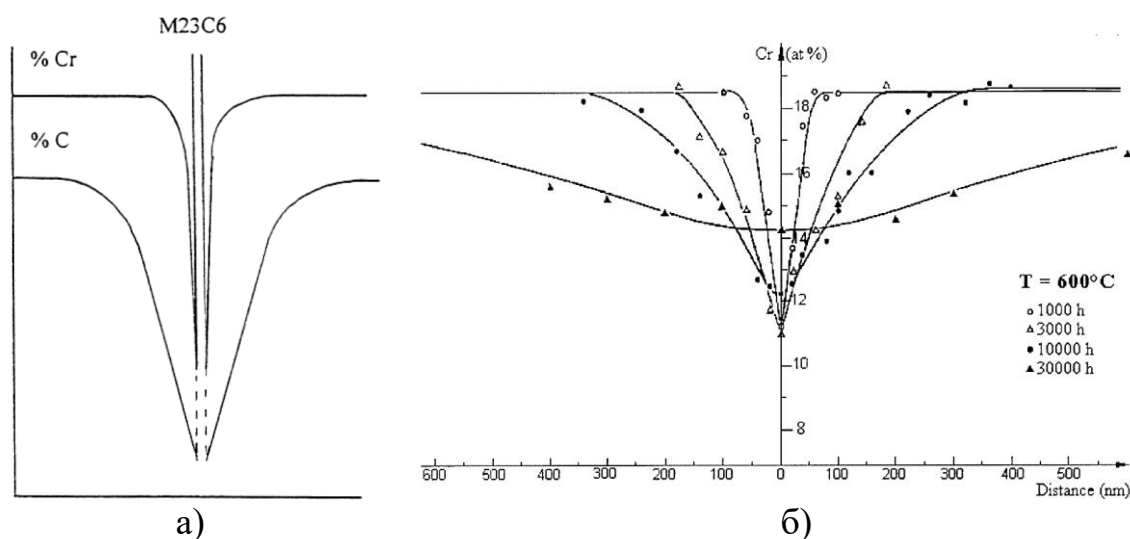 M23C6
% Cr
% C
а)
Cr (at %)
18
16
14
12
10
8
T = 600°C
1000 h
3000 h
10000 h
30000 h
600 500 400 300 200 100 0 100 200 300 400 500
Distance (nm)
б)